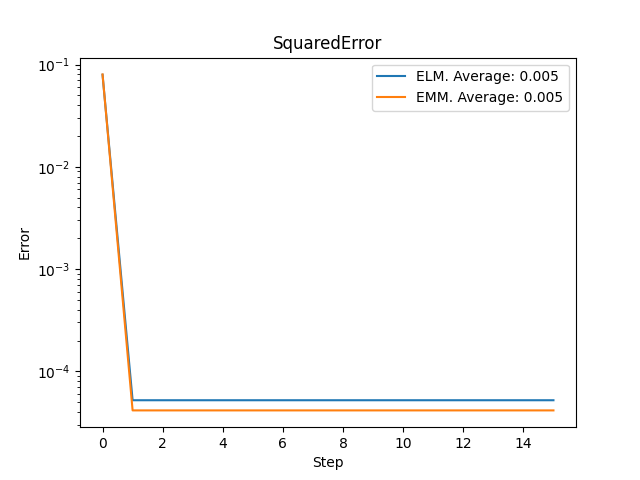 SquaredError
ELM. Average: 0.005
EMM. Average: 0.005
10⁻¹
10⁻²
10⁻³
10⁻⁴
Error
0 2 4 6 8 10 12 14
Step